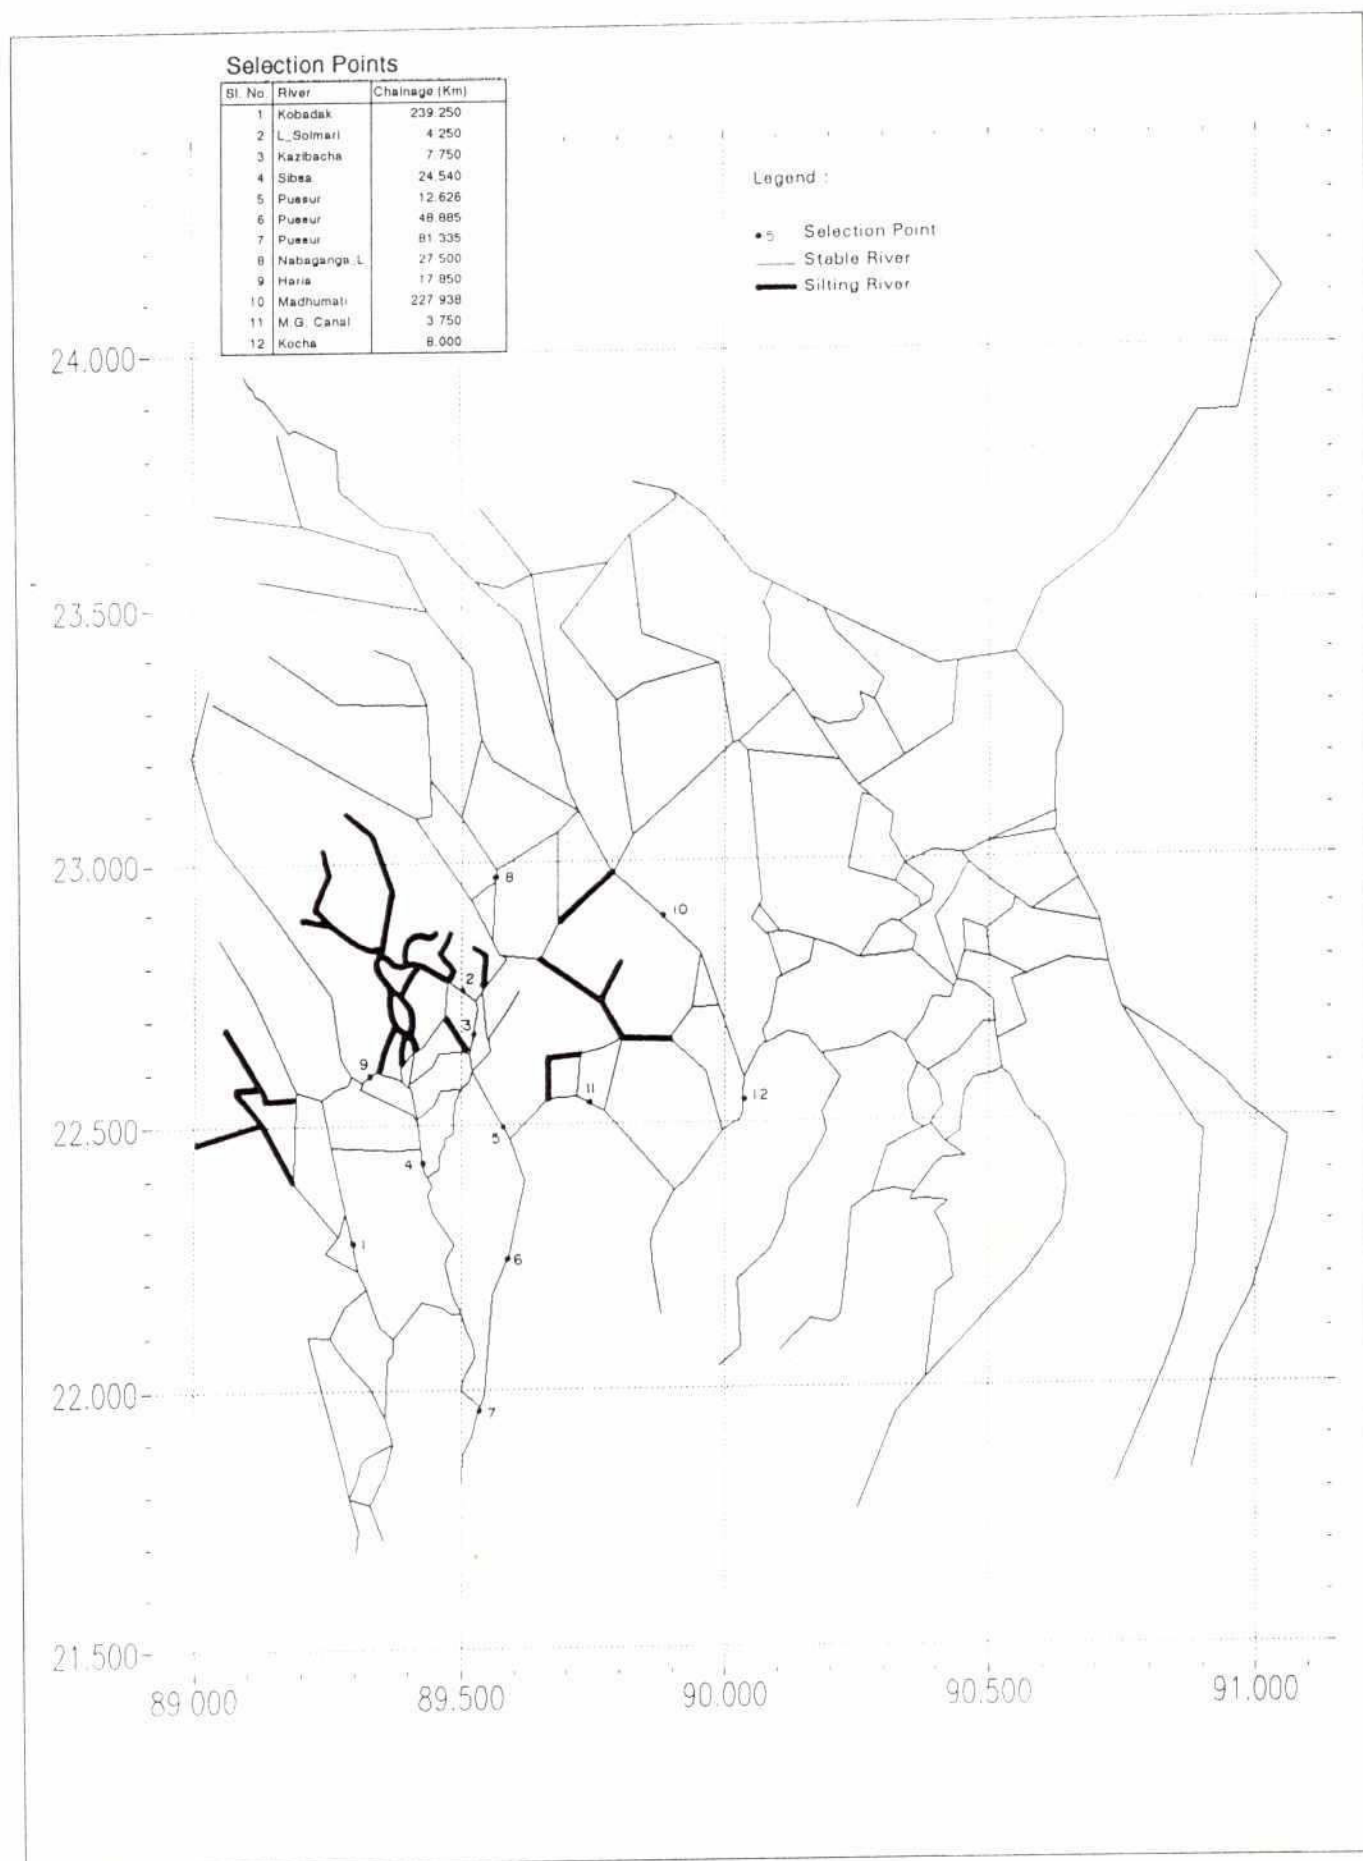 Selection Points
Sl. No. River Chainage (Km)
1 Kobadak 239.250
2 L_Solmari 4.250
3 Kazibacha 7.750
4 Sibsa 24.540
5 Pussur 12.626
6 Pussur 48.885
7 Pussur 81.335
8 Nabaganga_L 27.500
9 Haria 17.850
10 Madhumati 227.938
11 M.G. Canal 3.750
12 Kocha 8.000
Legend :
5 Selection Point
Stable River
Silting River
24.000
23.500
23.000
8
10
2
3
9
11
12
22.500
5
4
1
6
22.000
7
21.500
89.000 89.500 90.000 90.500 91.000